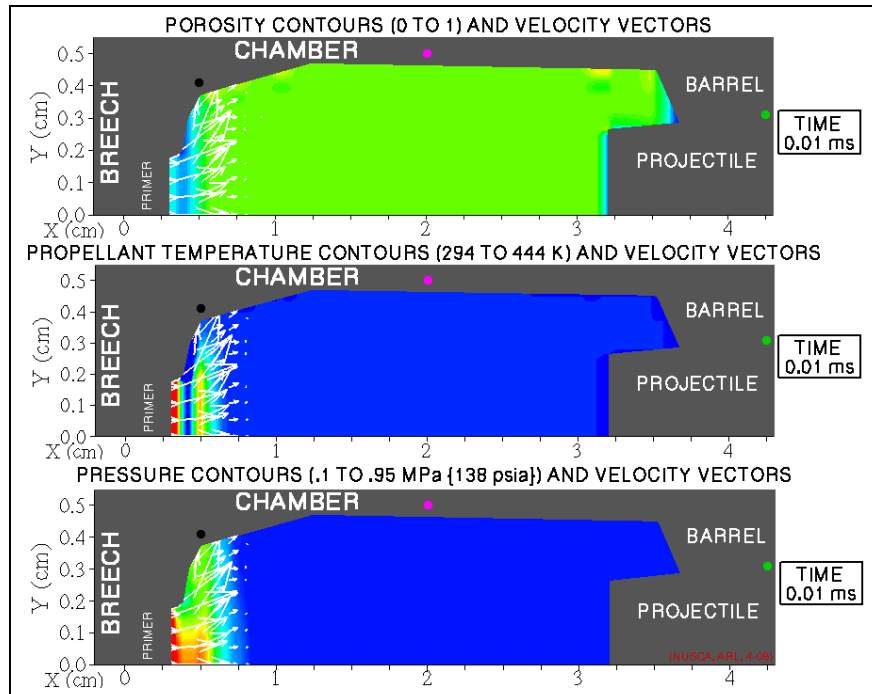 POROSITY CONTOURS (0 TO 1) AND VELOCITY VECTORS
CHAMBER
BARREL
PROJECTILE
BREECH
PRIMER
TIME
0.01 ms
Y (cm)
0.5
0.4
0.3
0.2
0.1
0.0
X (cm)
0 1 2 3 4
PROPELLANT TEMPERATURE CONTOURS (294 TO 444 K) AND VELOCITY VECTORS
CHAMBER
BARREL
PROJECTILE
BREECH
PRIMER
TIME
0.01 ms
Y (cm)
0.5
0.4
0.3
0.2
0.1
0.0
X (cm)
0 1 2 3 4
PRESSURE CONTOURS (.1 TO .95 MPa {138 psia}) AND VELOCITY VECTORS
CHAMBER
BARREL
PROJECTILE
BREECH
PRIMER
TIME
0.01 ms
(NUSCA, ARL, 4-08)
Y (cm)
0.5
0.4
0.3
0.2
0.1
0.0
X (cm)
0 1 2 3 4